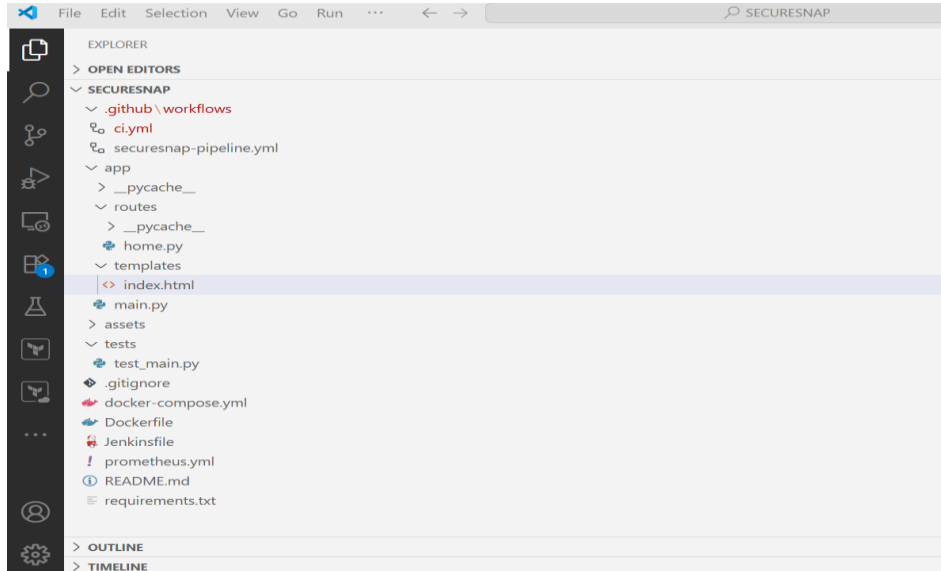 File Edit Selection View Go Run ··· SECURESNAP
EXPLORER
OPEN EDITORS
SECURESNAP
.github\workflows
ci.yml
securesnap-pipeline.yml
app
__pycache__
routes
__pycache__
home.py
templates
index.html
1
main.py
assets
tests
test_main.py
.gitignore
docker-compose.yml
Dockerfile
Jenkinsfile
prometheus.yml
README.md
requirements.txt
OUTLINE
TIMELINE